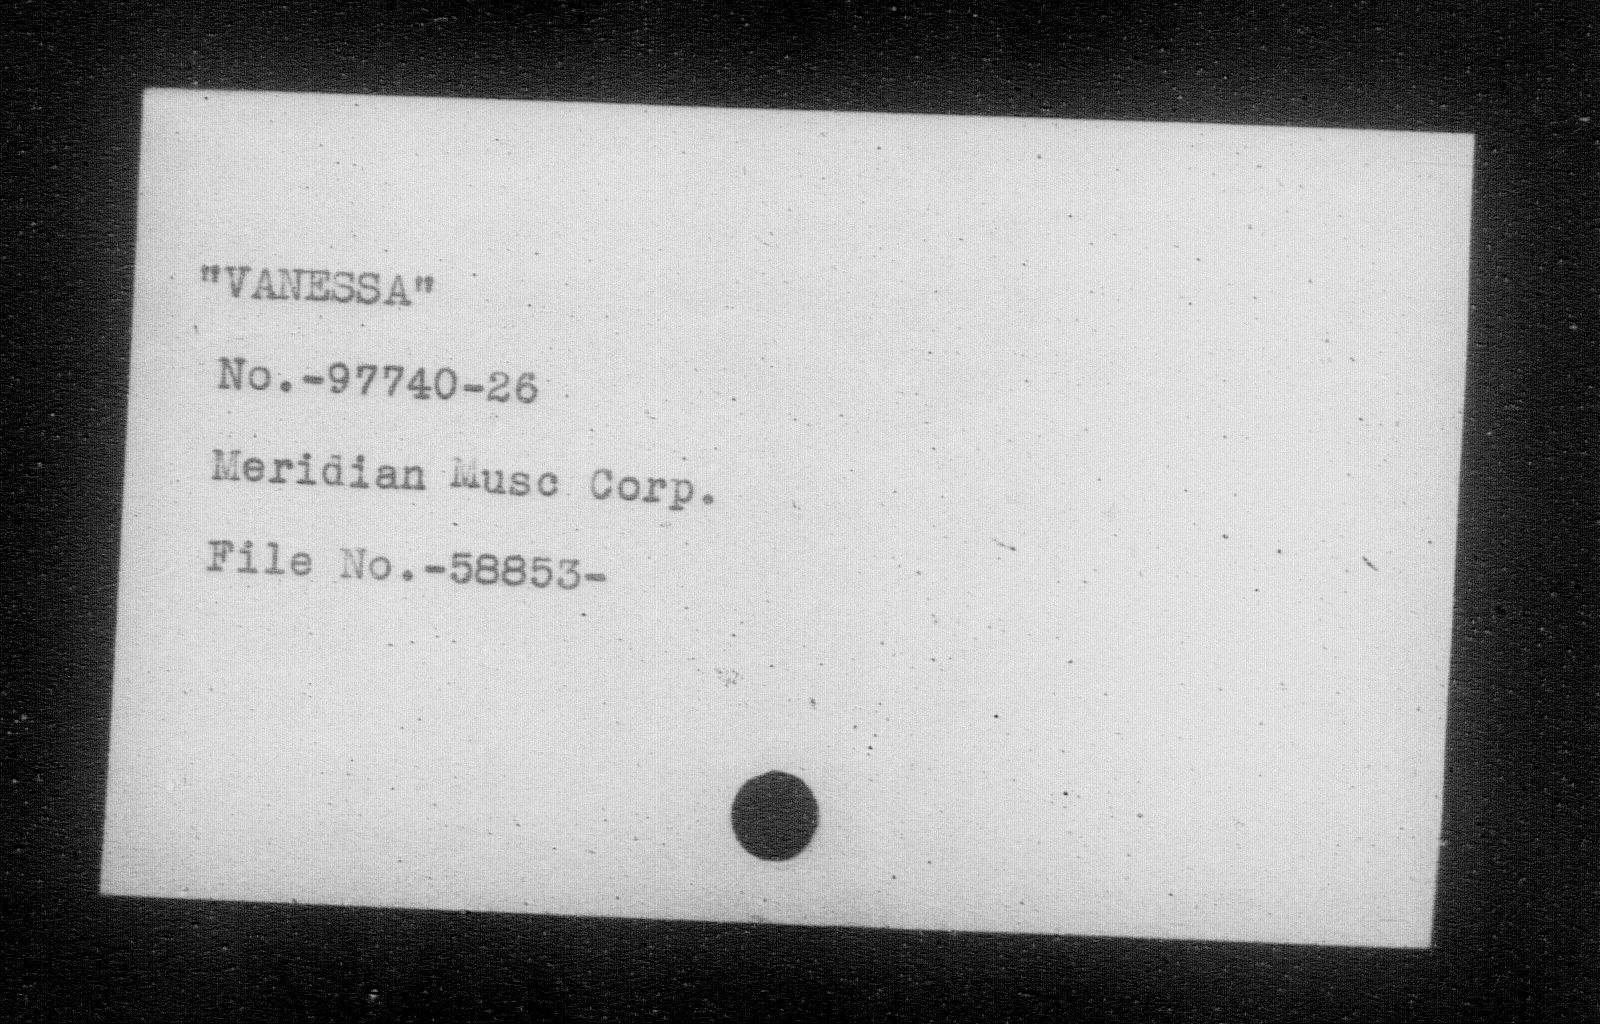 "VANESSA"
No.-97740-26
Meridian Musc Corp.
File No.-58853-